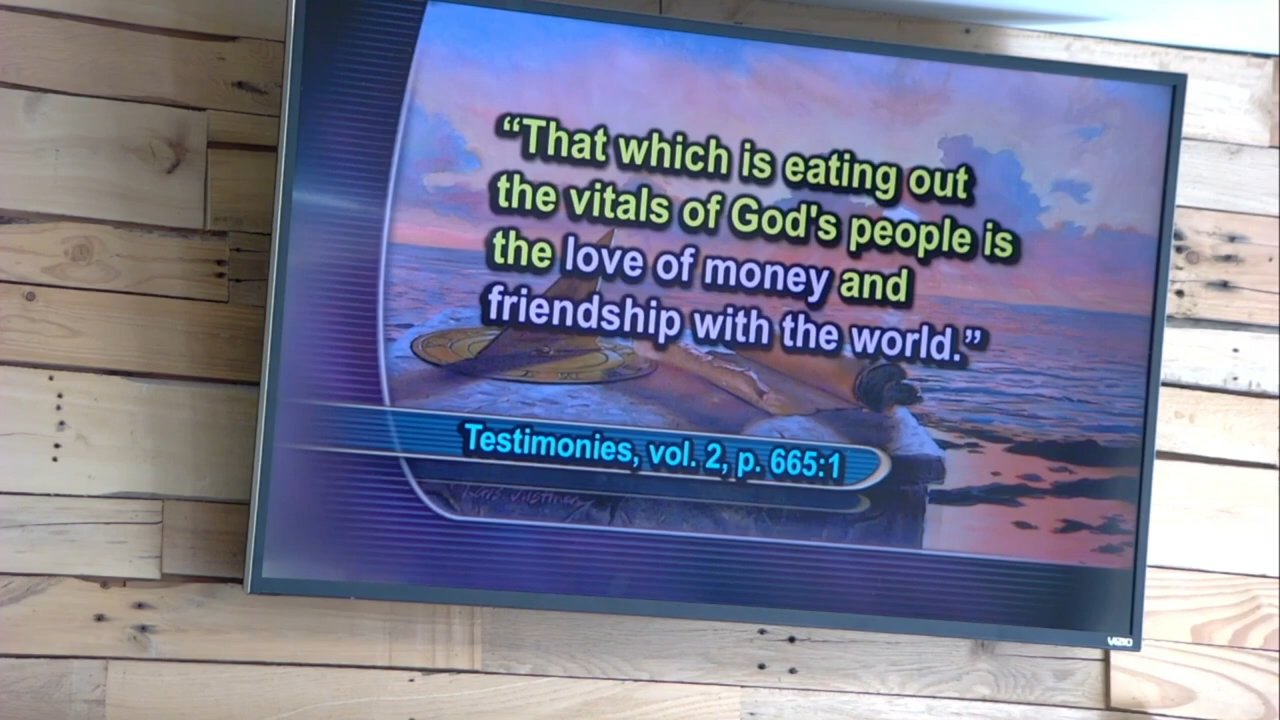 “That which is eating out
the vitals of God's people is
the love of money and
friendship with the world.”
Testimonies, vol. 2, p. 665:1
VIZIO